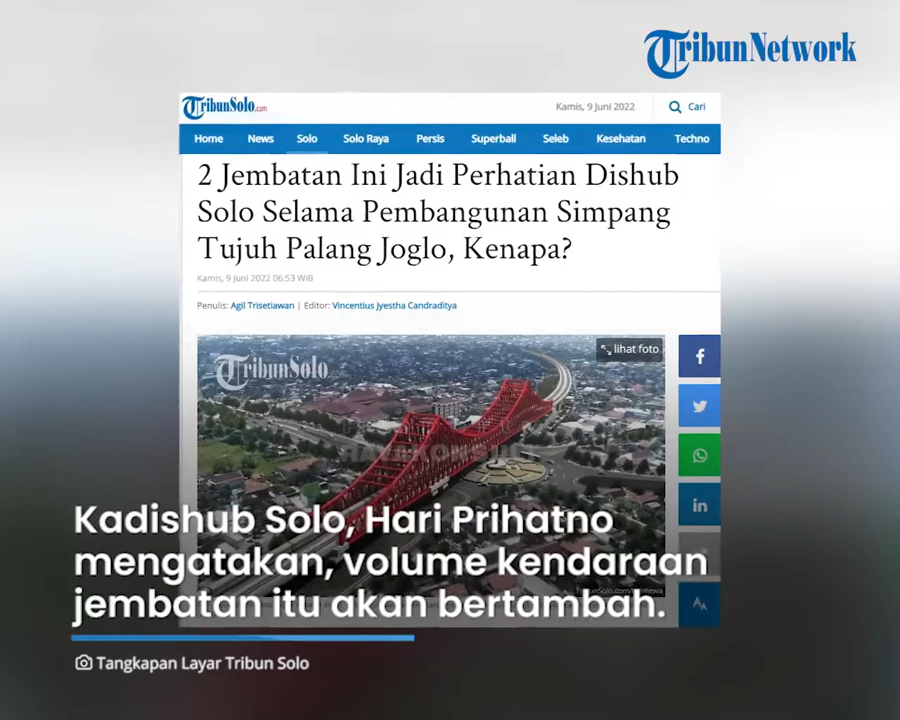 TribunNetwork
TribunSolo.com
Kamis, 9 Juni 2022
Cari
Home News Solo Solo Raya Persis Superball Seleb Kesehatan Techno
2 Jembatan Ini Jadi Perhatian Dishub
Solo Selama Pembangunan Simpang
Tujuh Palang Joglo, Kenapa?
Kamis, 9 Juni 2022 06:53 WIB
Penulis: Agil Trisetiawan | Editor: Vincentius Jyestha Candraditya
lihat foto
TribunSolo
Kadishub Solo, Hari Prihatno
mengatakan, volume kendaraan
jembatan itu akan bertambah.
AA
Tangkapan Layar Tribun Solo